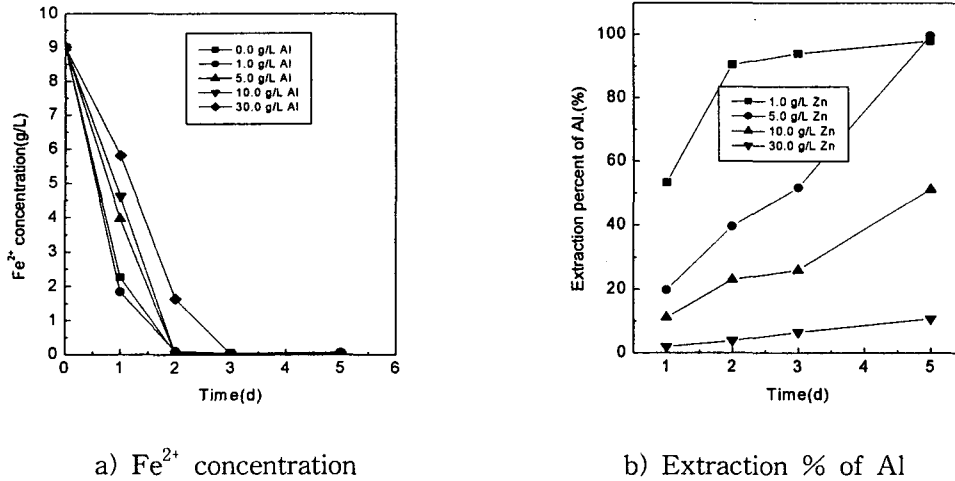 9
8
7
6
5
4
3
2
1
0
Fe²⁺ concentration(g/L)
0.0 g/L Al
1.0 g/L Al
5.0 g/L Al
10.0 g/L Al
30.0 g/L Al
0 1 2 3 4 5 6
Time(d)
a) Fe²⁺ concentration
100
80
60
40
20
0
Extraction percent of Al.(%)
1.0 g/L Zn
5.0 g/L Zn
10.0 g/L Zn
30.0 g/L Zn
1 2 3 4 5
Time(d)
b) Extraction % of Al